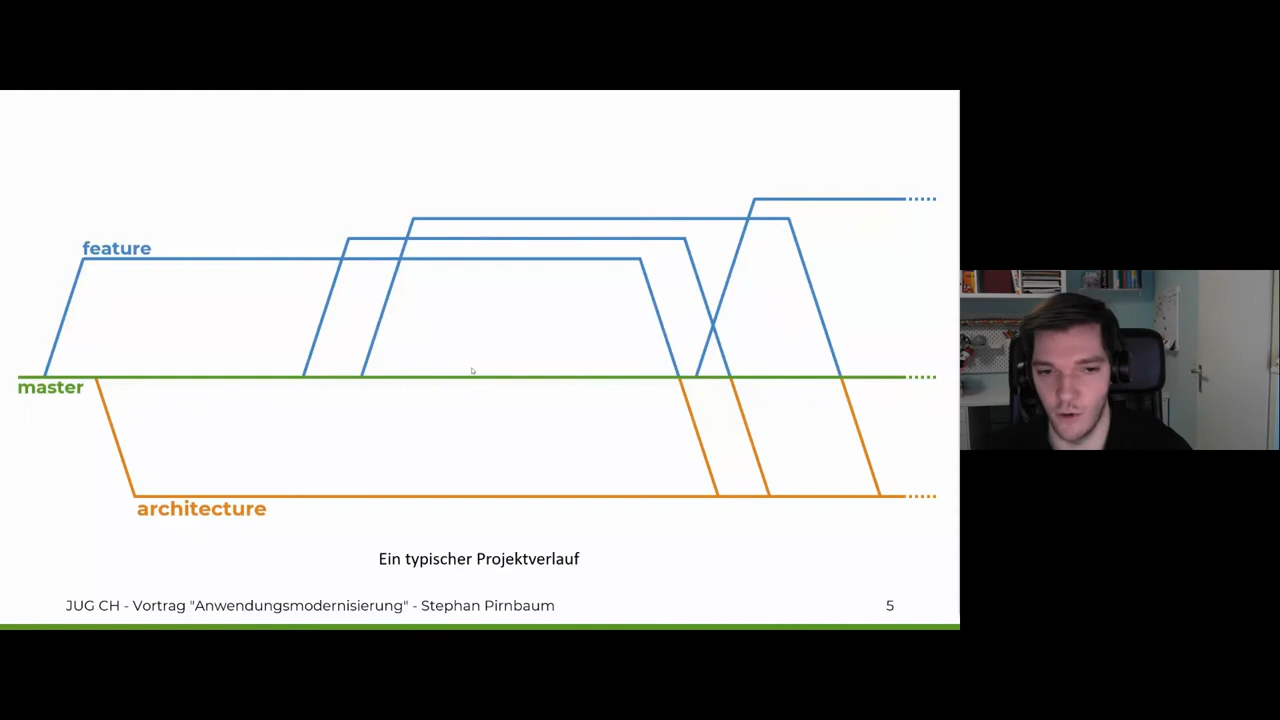 feature
master
architecture
Ein typischer Projektverlauf
JUG CH - Vortrag "Anwendungsmodernisierung" - Stephan Pirnbaum
5